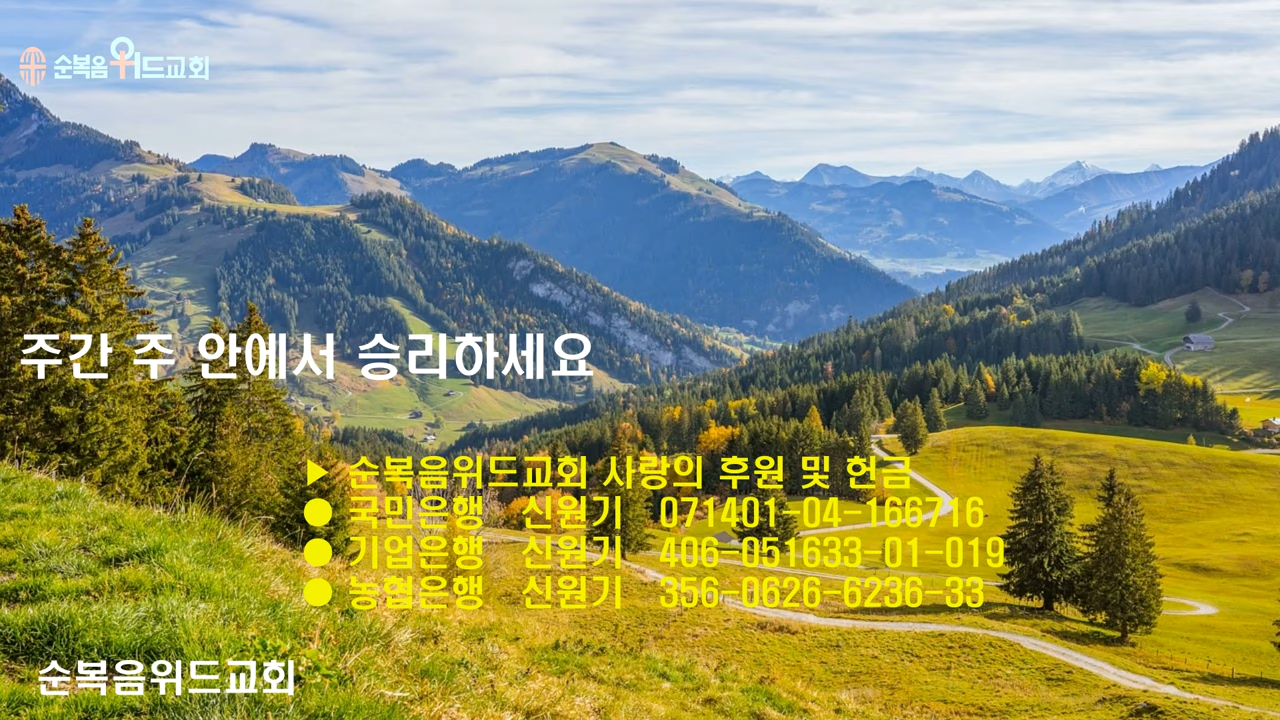 순복음위드교회
주간 주 안에서 승리하세요
▶ 순복음위드교회 사랑의 후원 및 헌금
● 국민은행 신원기 071401-04-166716
● 기업은행 신원기 406-051633-01-019
● 농협은행 신원기 356-0626-6236-33
순복음위드교회